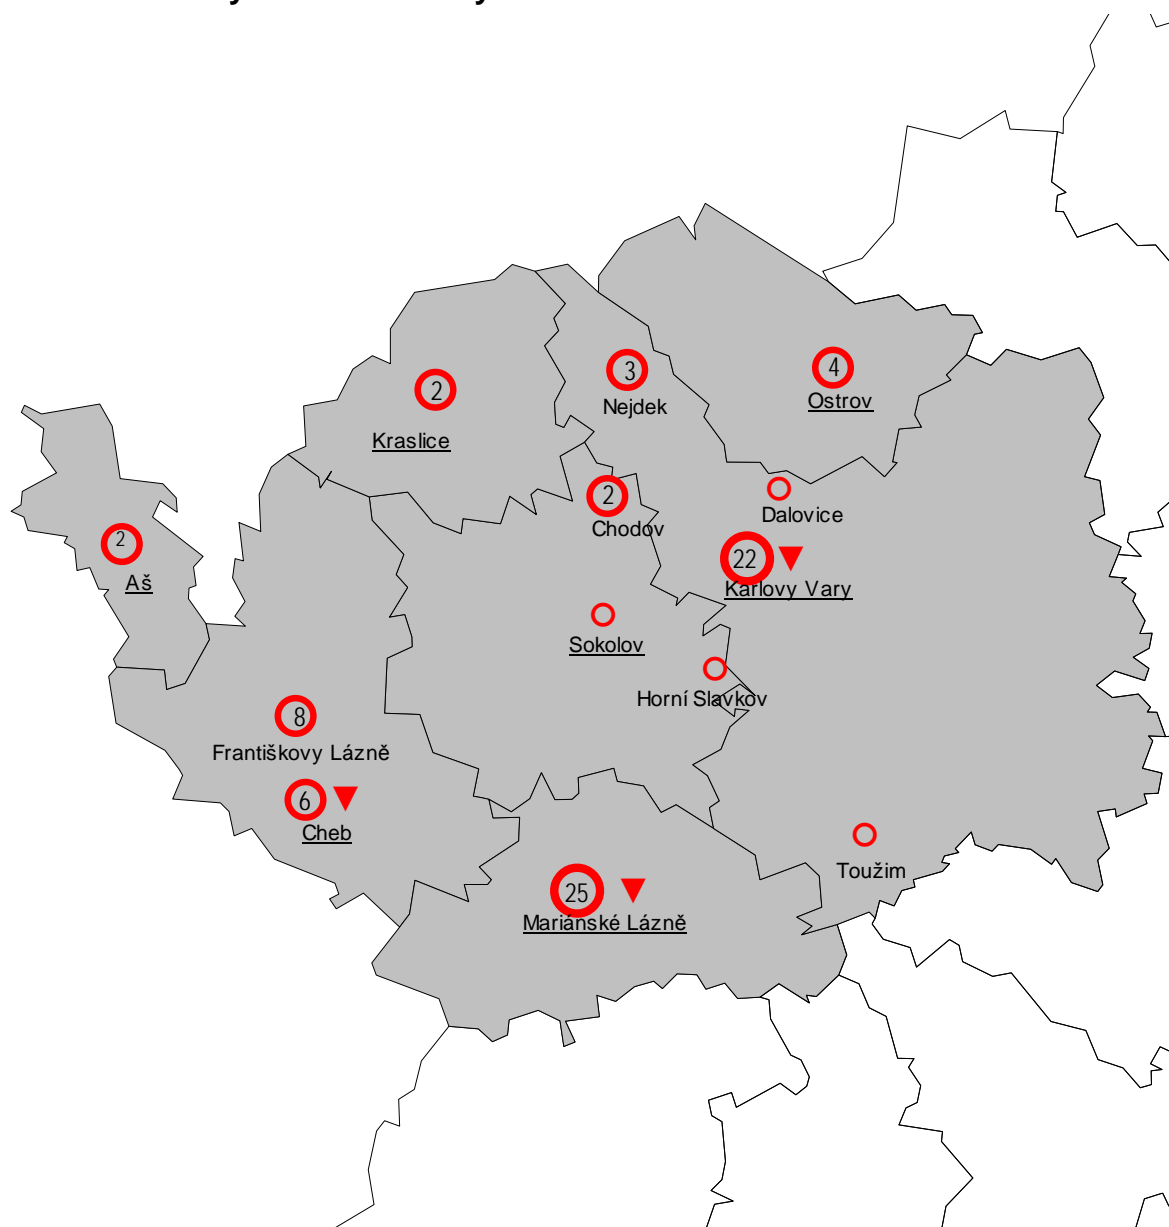 3
Nejdek
4
Ostrov
2
Kraslice
2
Chodov
Dalovice
2
Aš
22
Karlovy Vary
Sokolov
Horní Slavkov
8
Františkovy Lázně
6
Cheb
Toužim
25
Mariánské Lázně